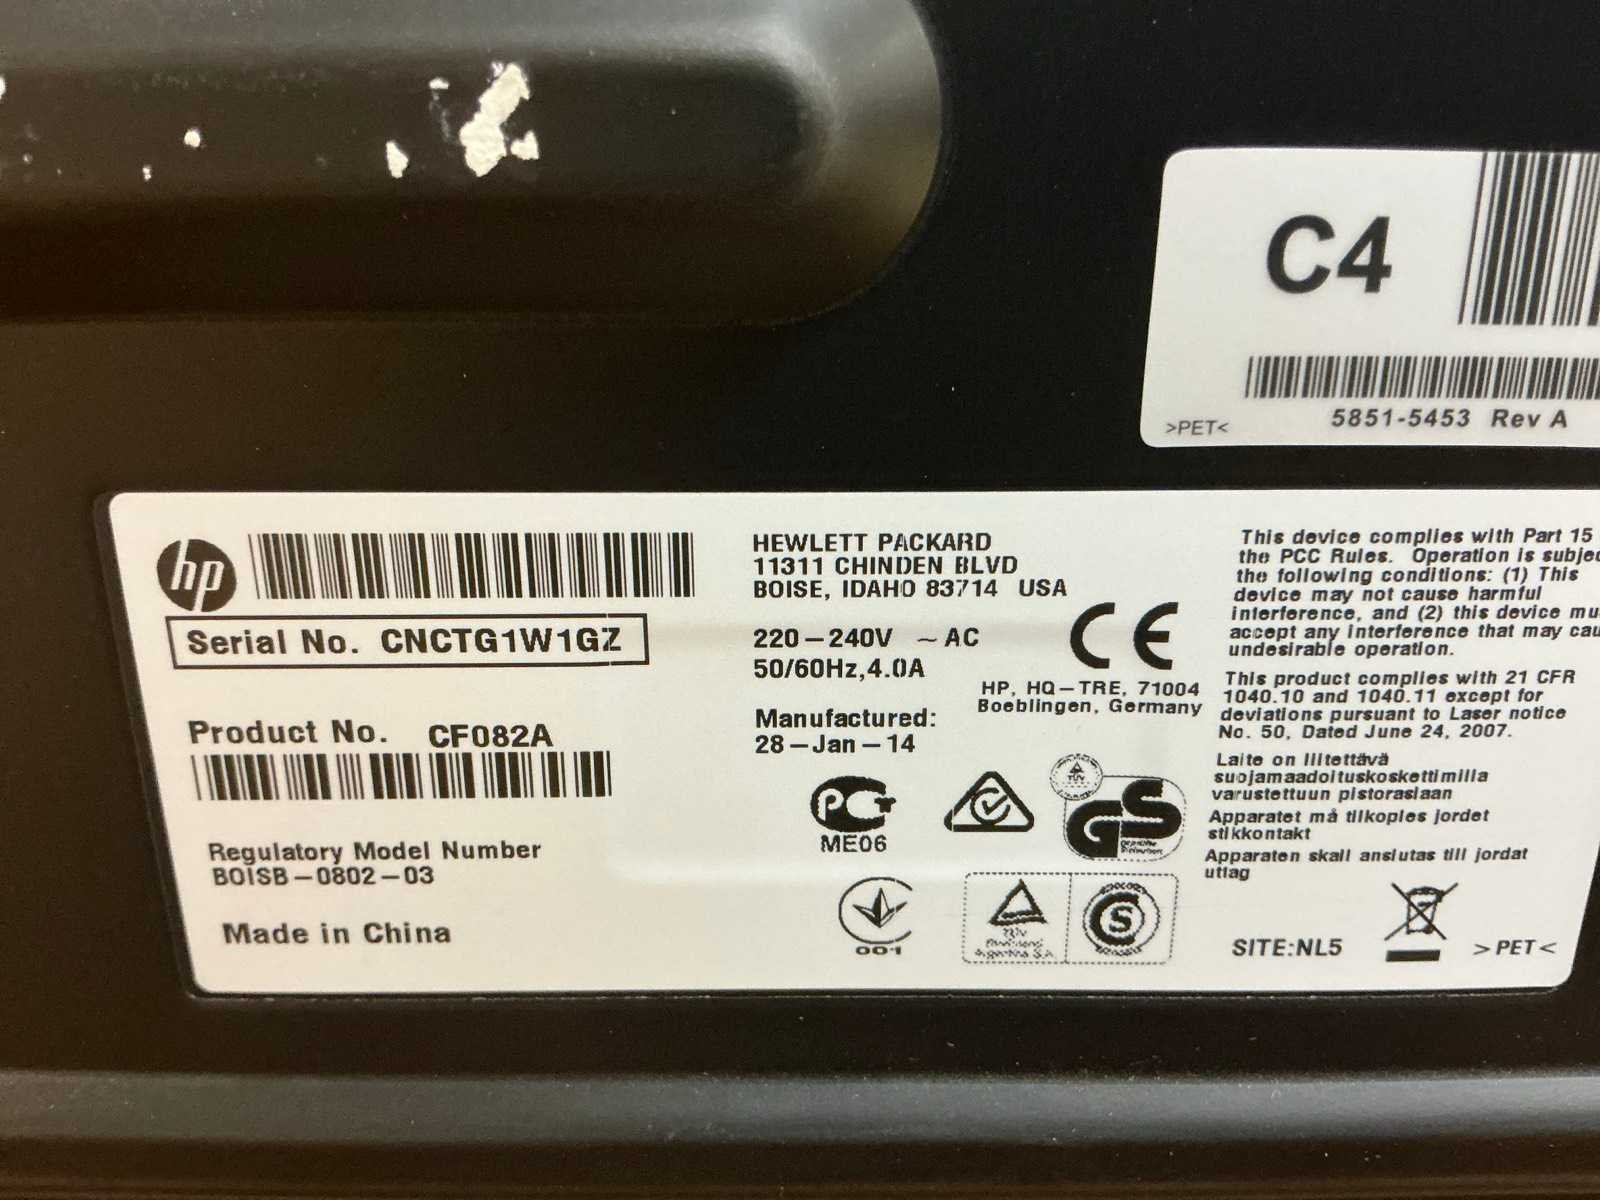 C4
5851-5453 Rev A
>PET<
hp
Serial No. CNCTG1W1GZ
Product No. CF082A
Regulatory Model Number
BOISB-0802-03
Made in China
HEWLETT PACKARD
11311 CHINDEN BLVD
BOISE, IDAHO 83714 USA
220-240V ~ AC
50/60Hz, 4.0A
CE
HP, HQ-TRE, 71004
Boeblingen, Germany
Manufactured:
28-Jan-14
ME06
GS
001
S
This device complies with Part 15
the FCC Rules. Operation is
the following conditions: (1) This
device may not cause harmful
interference, and (2) this device
accept any interference that may
undesirable operation.
This product complies with 21 CFR
1040.10 and 1040.11 except for
deviations pursuant to Laser notice
No. 50, Dated June 24, 2007.
Laite on liitettävä
suojamaadoituskoskettimilla
varustettuun pistorasiaan
Apparatet må tilkoples jordet
stikkontakt
Apparaten skall anslutas till jordat
uttag
SITE:NL5
>PET<